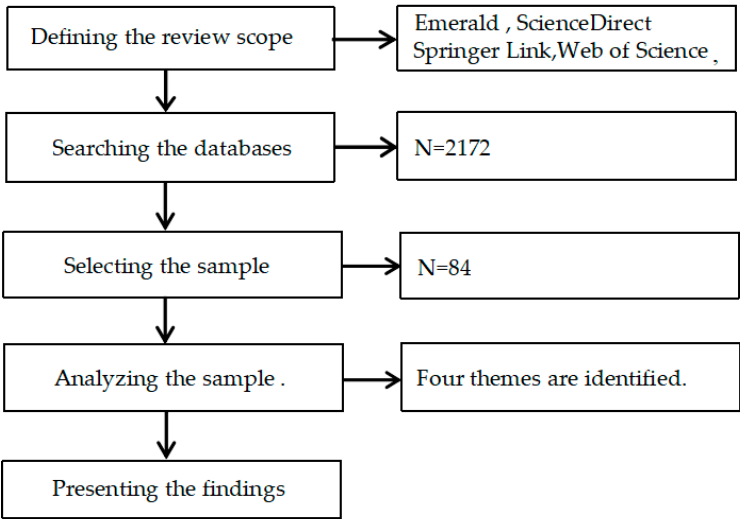 Defining the review scope
Emerald , ScienceDirect
Springer Link,Web of Science ,
Searching the databases
N=2172
Selecting the sample
N=84
Analyzing the sample .
Four themes are identified.
Presenting the findings